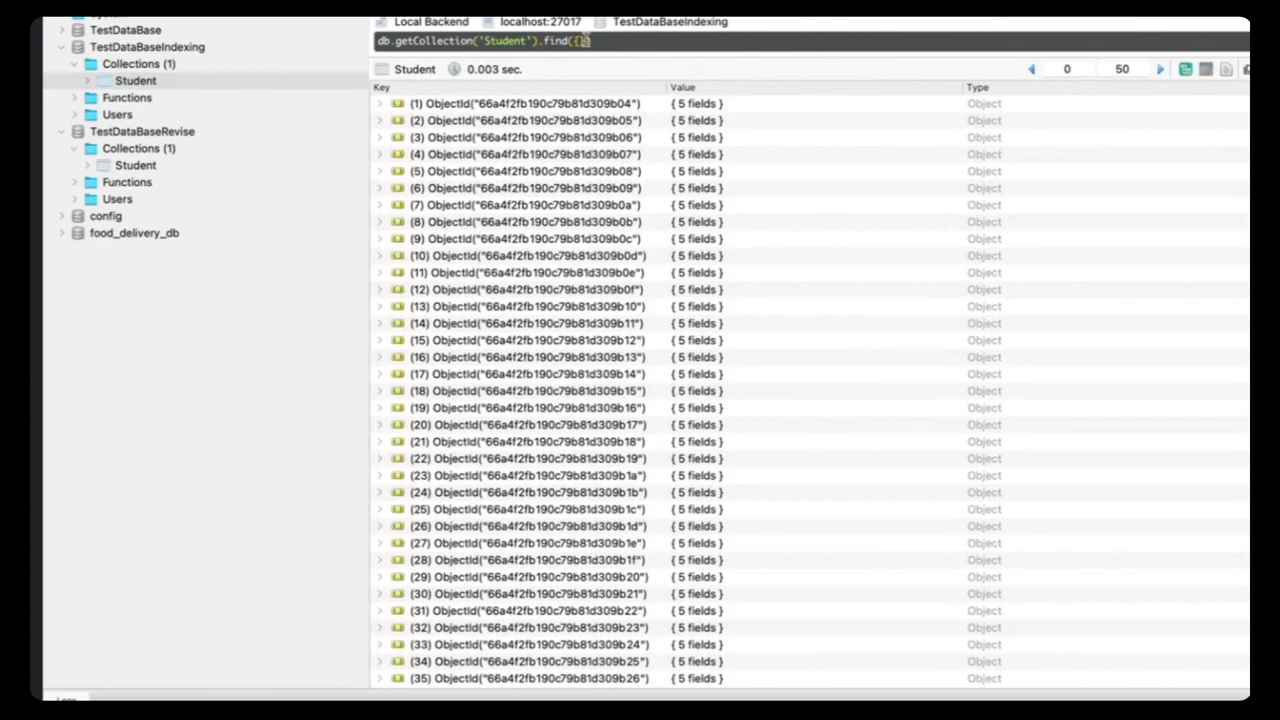 TestDataBase
TestDataBaseIndexing
Collections (1)
Student
Functions
Users
TestDataBaseRevise
Collections (1)
Student
Functions
Users
config
food_delivery_db
Local Backend localhost:27017 TestDataBaseIndexing
db.getCollection('Student').find({})
Student 0.003 sec. 0 50
Key Value Type
(1) ObjectId("66a4f2fb190c79b81d309b04") { 5 fields } Object
(2) ObjectId("66a4f2fb190c79b81d309b05") { 5 fields } Object
(3) ObjectId("66a4f2fb190c79b81d309b06") { 5 fields } Object
(4) ObjectId("66a4f2fb190c79b81d309b07") { 5 fields } Object
(5) ObjectId("66a4f2fb190c79b81d309b08") { 5 fields } Object
(6) ObjectId("66a4f2fb190c79b81d309b09") { 5 fields } Object
(7) ObjectId("66a4f2fb190c79b81d309b0a") { 5 fields } Object
(8) ObjectId("66a4f2fb190c79b81d309b0b") { 5 fields } Object
(9) ObjectId("66a4f2fb190c79b81d309b0c") { 5 fields } Object
(10) ObjectId("66a4f2fb190c79b81d309b0d") { 5 fields } Object
(11) ObjectId("66a4f2fb190c79b81d309b0e") { 5 fields } Object
(12) ObjectId("66a4f2fb190c79b81d309b0f") { 5 fields } Object
(13) ObjectId("66a4f2fb190c79b81d309b10") { 5 fields } Object
(14) ObjectId("66a4f2fb190c79b81d309b11") { 5 fields } Object
(15) ObjectId("66a4f2fb190c79b81d309b12") { 5 fields } Object
(16) ObjectId("66a4f2fb190c79b81d309b13") { 5 fields } Object
(17) ObjectId("66a4f2fb190c79b81d309b14") { 5 fields } Object
(18) ObjectId("66a4f2fb190c79b81d309b15") { 5 fields } Object
(19) ObjectId("66a4f2fb190c79b81d309b16") { 5 fields } Object
(20) ObjectId("66a4f2fb190c79b81d309b17") { 5 fields } Object
(21) ObjectId("66a4f2fb190c79b81d309b18") { 5 fields } Object
(22) ObjectId("66a4f2fb190c79b81d309b19") { 5 fields } Object
(23) ObjectId("66a4f2fb190c79b81d309b1a") { 5 fields } Object
(24) ObjectId("66a4f2fb190c79b81d309b1b") { 5 fields } Object
(25) ObjectId("66a4f2fb190c79b81d309b1c") { 5 fields } Object
(26) ObjectId("66a4f2fb190c79b81d309b1d") { 5 fields } Object
(27) ObjectId("66a4f2fb190c79b81d309b1e") { 5 fields } Object
(28) ObjectId("66a4f2fb190c79b81d309b1f") { 5 fields } Object
(29) ObjectId("66a4f2fb190c79b81d309b20") { 5 fields } Object
(30) ObjectId("66a4f2fb190c79b81d309b21") { 5 fields } Object
(31) ObjectId("66a4f2fb190c79b81d309b22") { 5 fields } Object
(32) ObjectId("66a4f2fb190c79b81d309b23") { 5 fields } Object
(33) ObjectId("66a4f2fb190c79b81d309b24") { 5 fields } Object
(34) ObjectId("66a4f2fb190c79b81d309b25") { 5 fields } Object
(35) ObjectId("66a4f2fb190c79b81d309b26") { 5 fields } Object